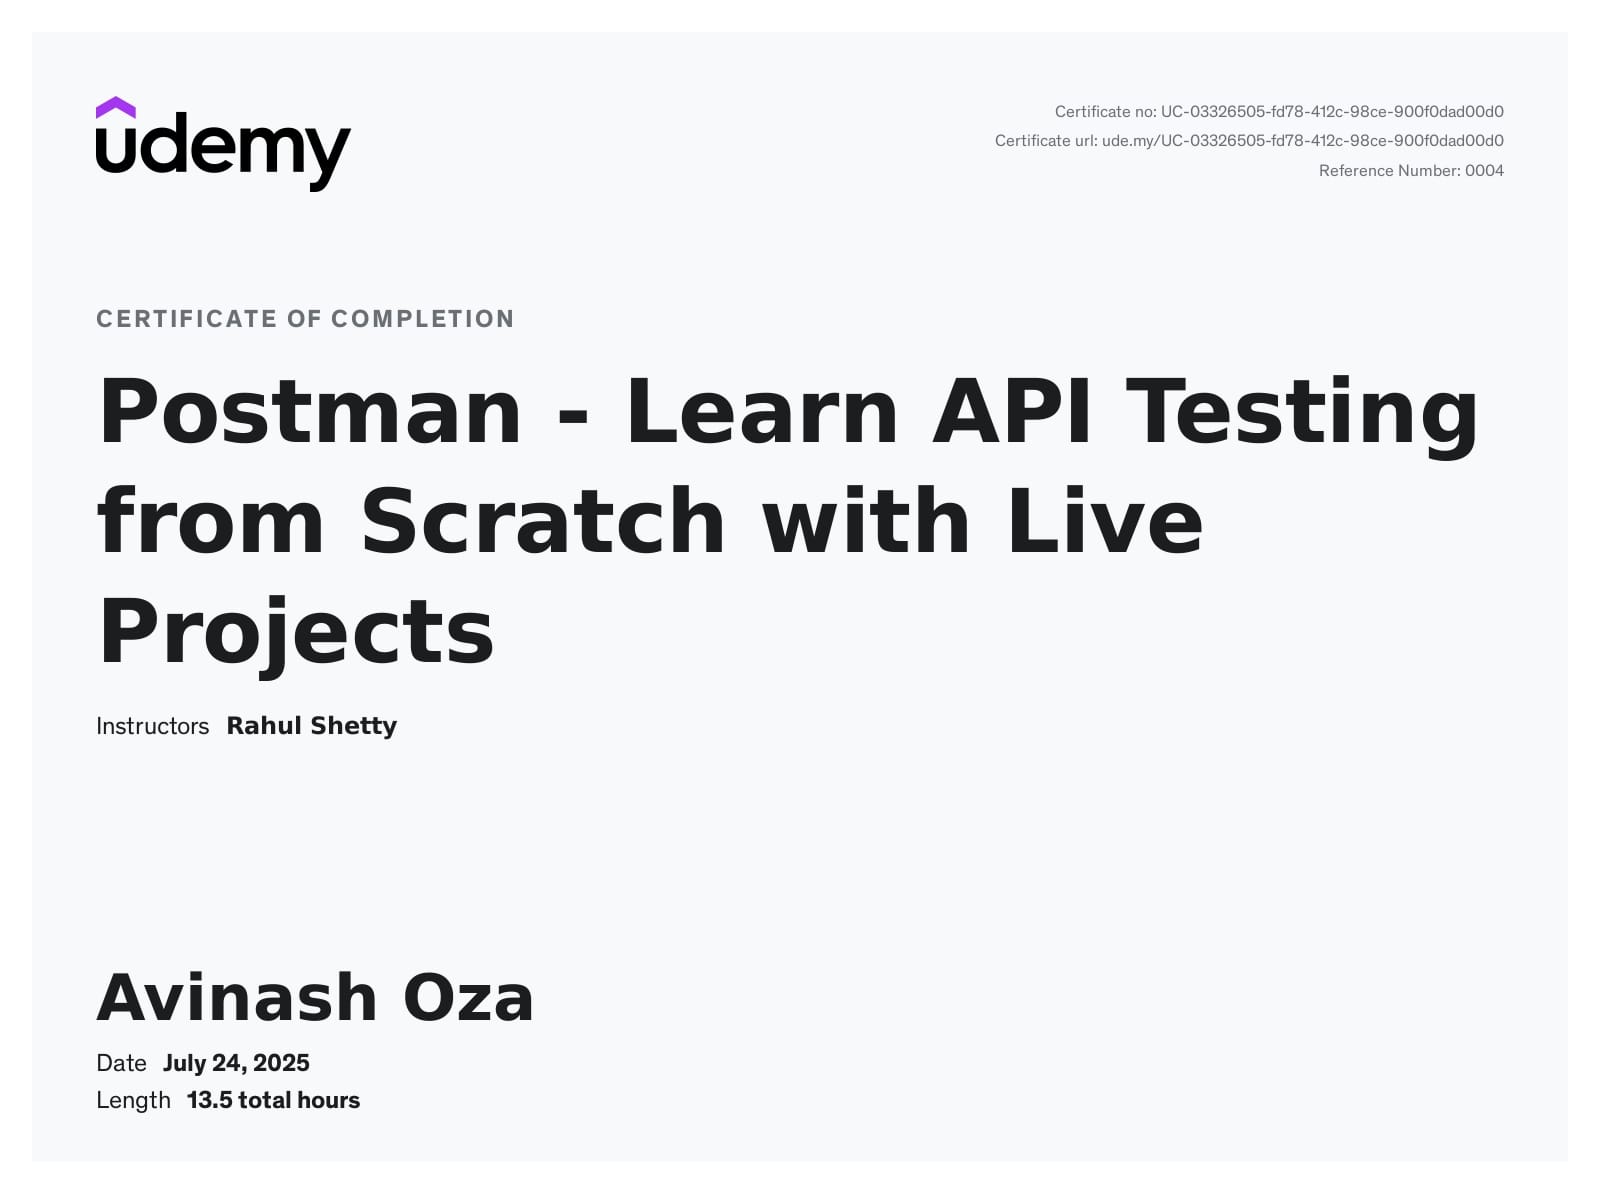 udemy
Certificate no: UC-03326505-fd78-412c-98ce-900f0dad00d0
Certificate url: ude.my/UC-03326505-fd78-412c-98ce-900f0dad00d0
Reference Number: 0004
CERTIFICATE OF COMPLETION
Postman - Learn API Testing
from Scratch with Live
Projects
Instructors Rahul Shetty
Avinash Oza
Date July 24, 2025
Length 13.5 total hours